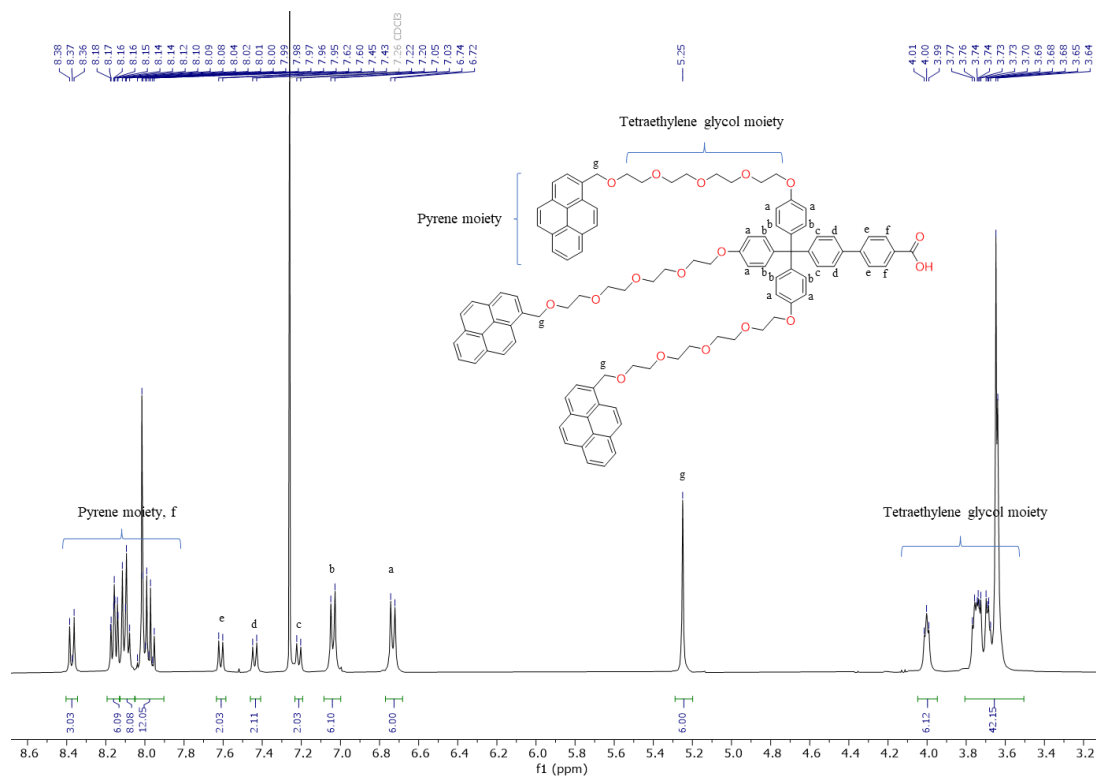 8.38
8.37
8.36
8.18
8.17
8.16
8.16
8.15
8.14
8.14
8.12
8.10
8.09
8.08
8.04
8.02
8.01
8.00
7.99
7.98
7.97
7.96
7.95
7.62
7.60
7.45
7.43
7.26 CDCl3
7.22
7.20
7.05
7.03
6.74
6.72
5.25
4.01
4.00
3.99
3.77
3.76
3.74
3.74
3.73
3.73
3.70
3.69
3.68
3.68
3.65
3.64
Tetraethylene glycol moiety
g
O O O O O
Pyrene moiety
a a
b b
a b c d e f
O
O O O O O
OH
a b b c d e f
g
b b
a a
O O O O O
g
g
Pyrene moiety, f
Tetraethylene glycol moiety
e d c b a
3.03
6.09
8.08
12.05
2.03
2.11
2.03
6.10
6.00
6.00
6.12
42.15
8.6 8.4 8.2 8.0 7.8 7.6 7.4 7.2 7.0 6.8 6.6 6.4 6.2 6.0 5.8 5.6 5.4 5.2 5.0 4.8 4.6 4.4 4.2 4.0 3.8 3.6 3.4 3.2
f1 (ppm)